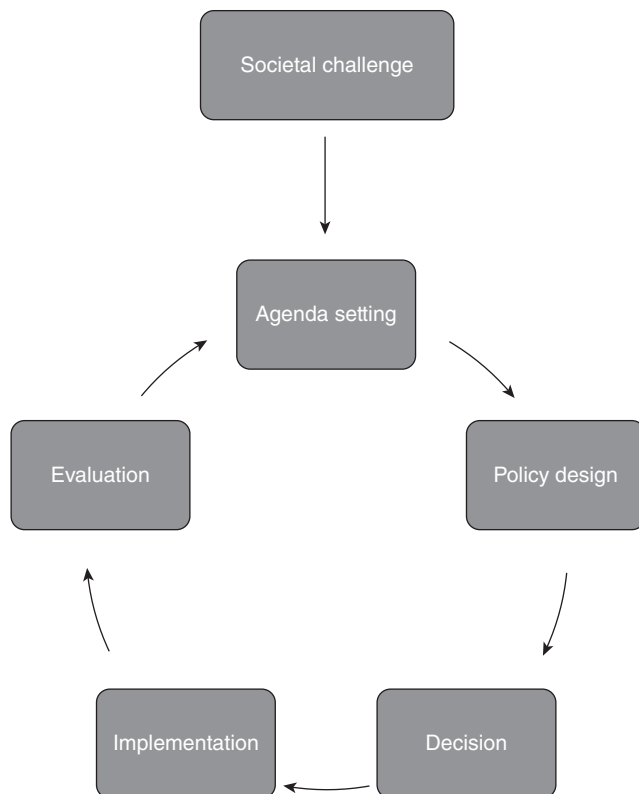 Societal challenge
Agenda setting
Evaluation
Policy design
Implementation
Decision